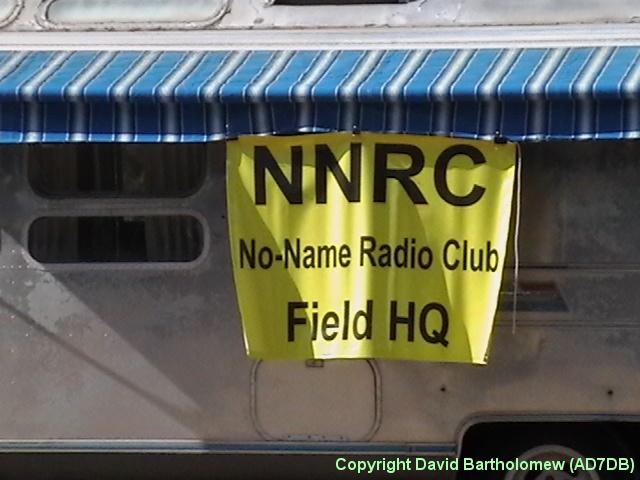 NNRC
No-Name Radio Club
Field HQ
Copyright David Bartholomew (AD7DB)